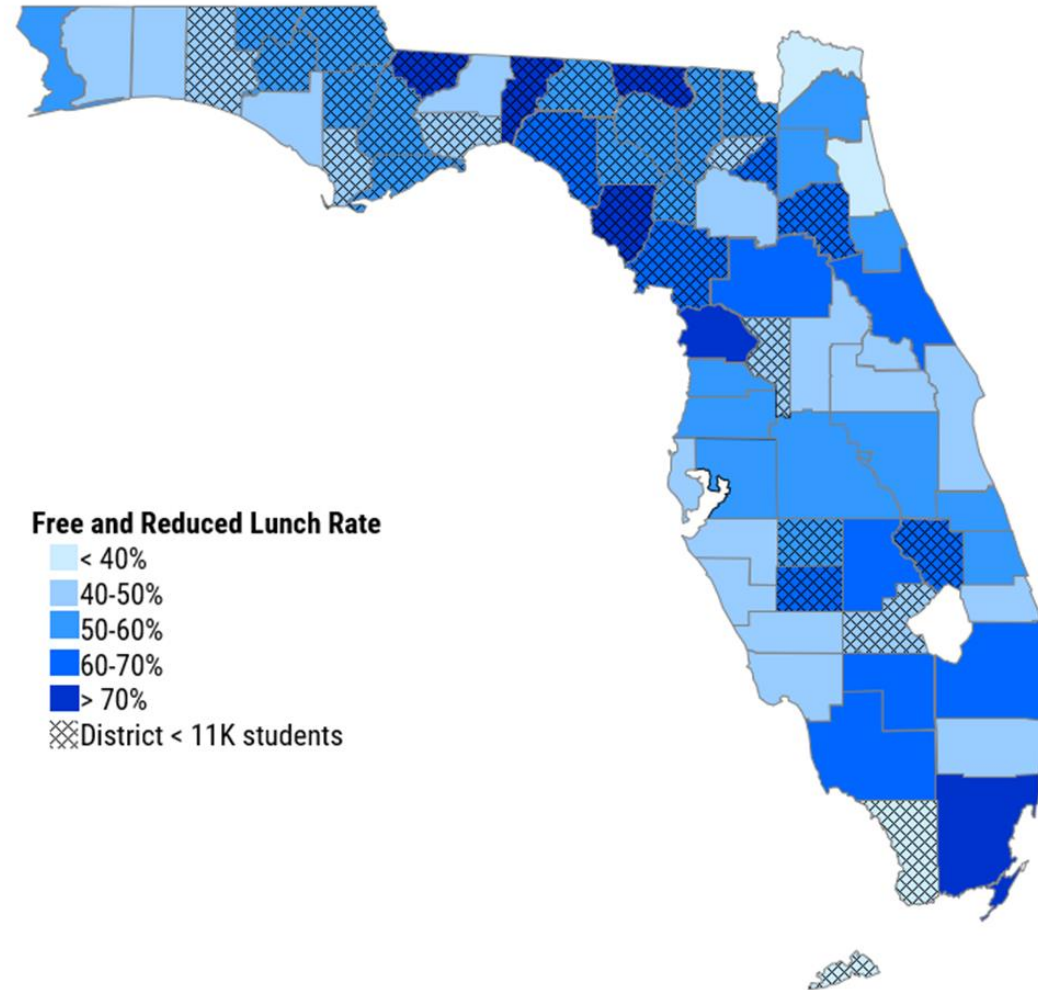 Free and Reduced Lunch Rate
< 40%
40-50%
50-60%
60-70%
> 70%
District < 11K students